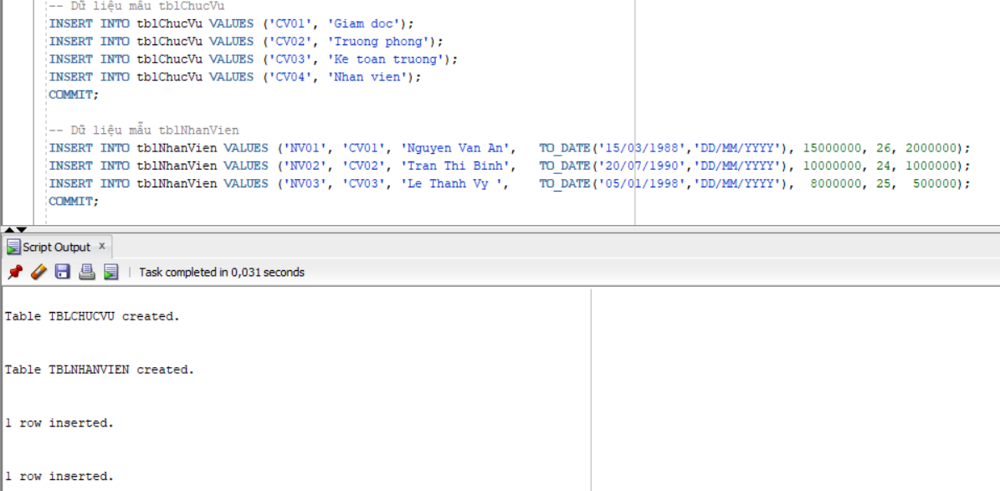 -- Dữ liệu mẫu tblChucVu
INSERT INTO tblChucVu VALUES ('CV01', 'Giam doc');
INSERT INTO tblChucVu VALUES ('CV02', 'Truong phong');
INSERT INTO tblChucVu VALUES ('CV03', 'Ke toan truong');
INSERT INTO tblChucVu VALUES ('CV04', 'Nhan vien');
COMMIT;
-- Dữ liệu mẫu tblNhanVien
INSERT INTO tblNhanVien VALUES ('NV01', 'CV01', 'Nguyen Van An',   TO_DATE('15/03/1988','DD/MM/YYYY'), 15000000, 26, 2000000);
INSERT INTO tblNhanVien VALUES ('NV02', 'CV02', 'Tran Thi Binh',   TO_DATE('20/07/1990','DD/MM/YYYY'), 10000000, 24, 1000000);
INSERT INTO tblNhanVien VALUES ('NV03', 'CV03', 'Le Thanh Vy ',    TO_DATE('05/01/1998','DD/MM/YYYY'),  8000000, 25,  500000);
COMMIT;
Script Output x
Task completed in 0,031 seconds
Table TBLCHUCVU created.
Table TBLNHANVIEN created.
1 row inserted.
1 row inserted.